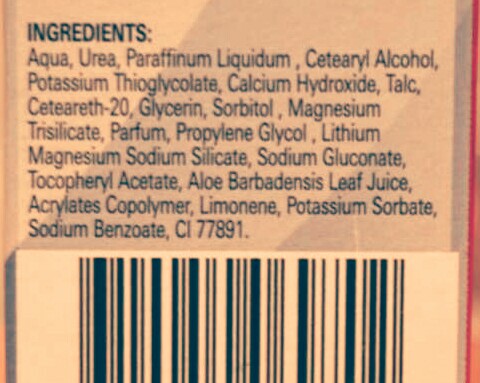 INGREDIENTS:
Aqua, Urea, Paraffinum Liquidum , Cetearyl Alcohol,
Potassium Thioglycolate, Calcium Hydroxide, Talc,
Ceteareth-20, Glycerin, Sorbitol , Magnesium
Trisilicate, Parfum, Propylene Glycol , Lithium
Magnesium Sodium Silicate, Sodium Gluconate,
Tocopheryl Acetate, Aloe Barbadensis Leaf Juice,
Acrylates Copolymer, Limonene, Potassium Sorbate,
Sodium Benzoate, CI 77891.